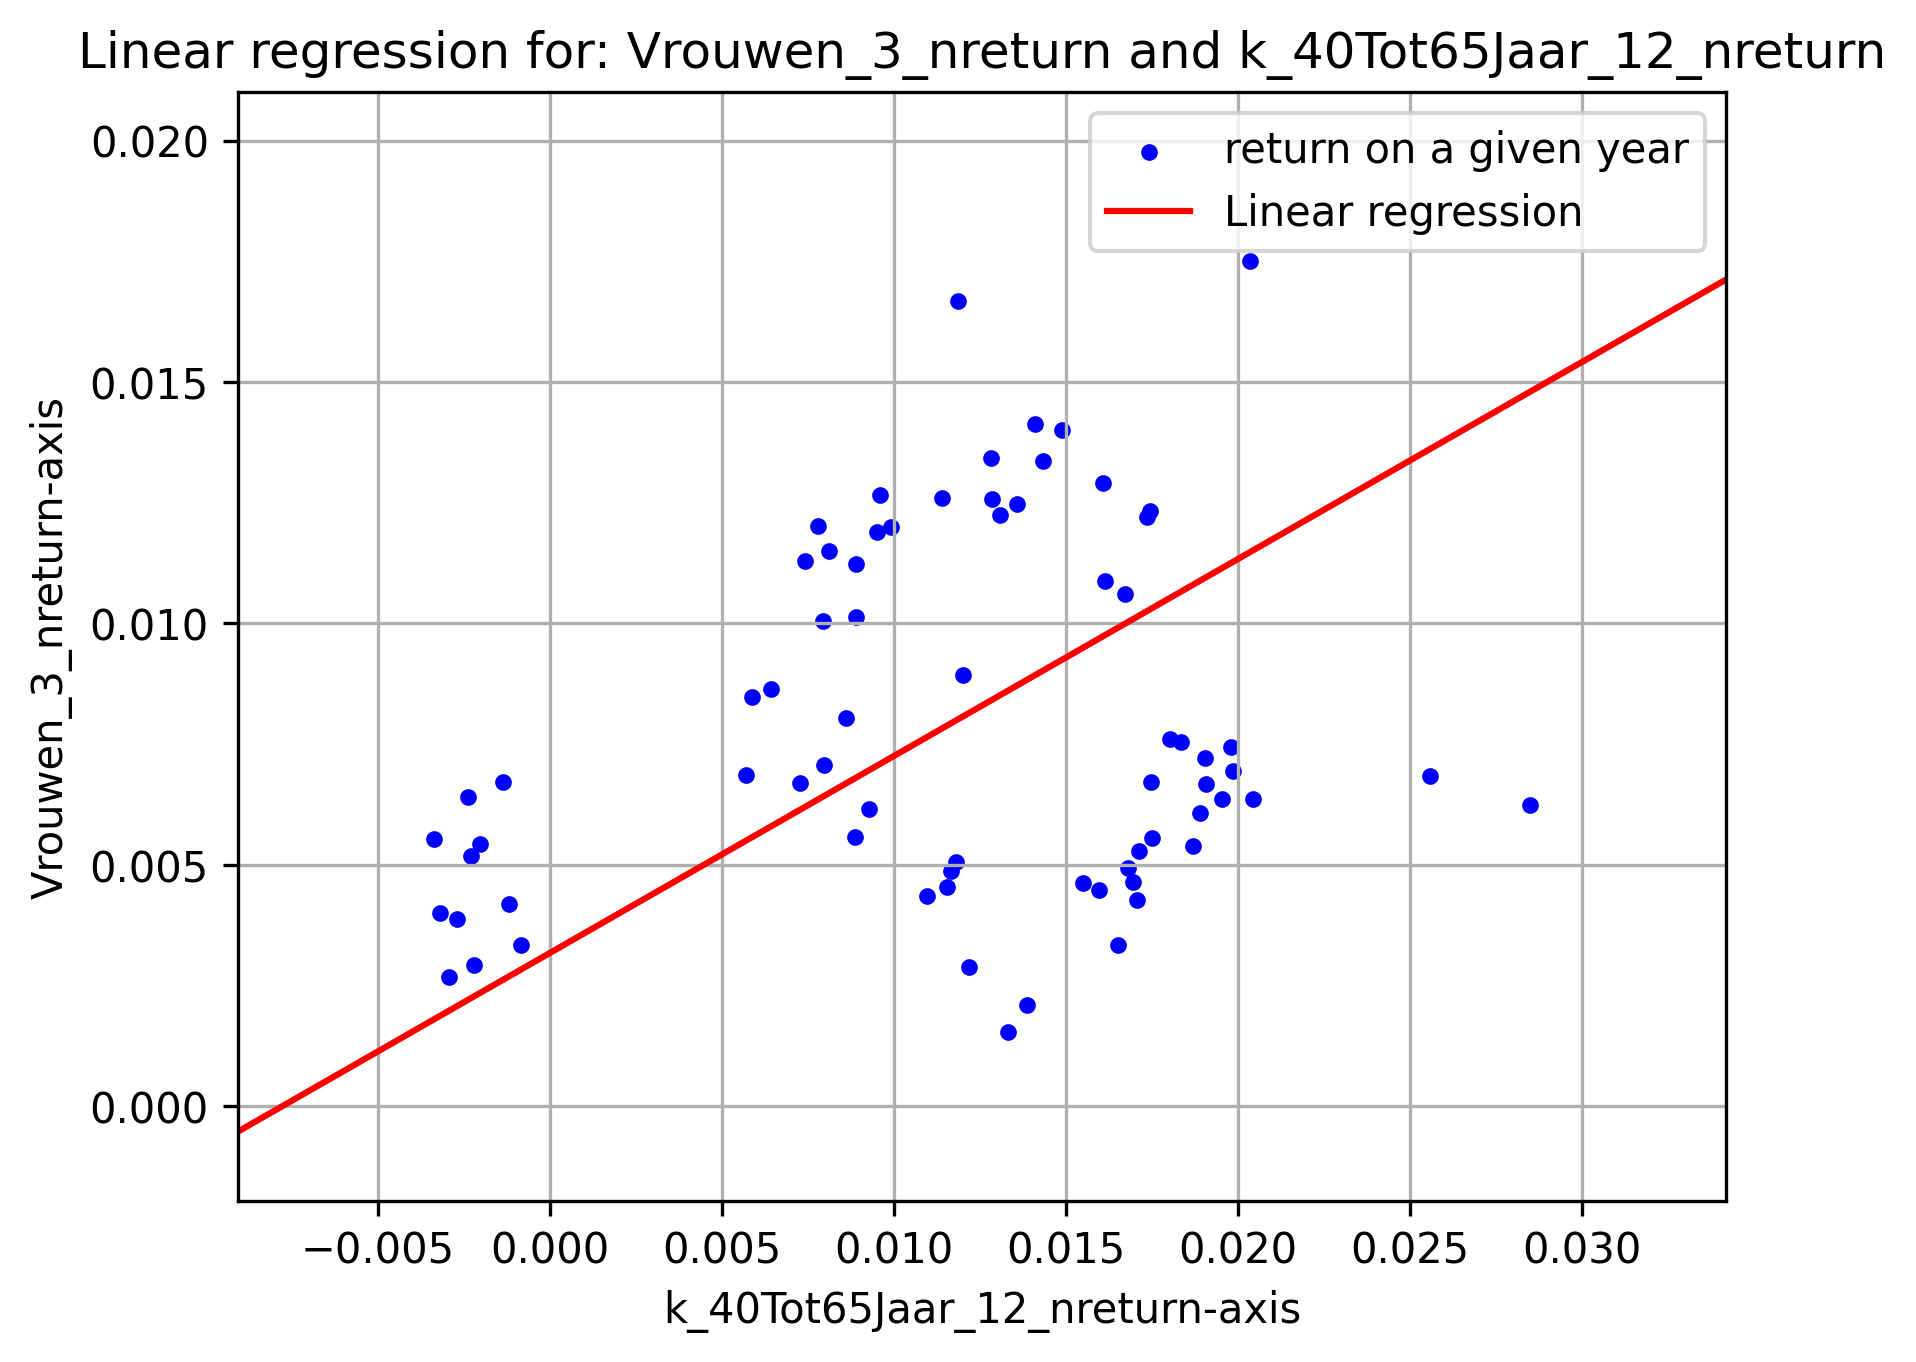 Linear regression for: Vrouwen_3_nreturn and k_40Tot65Jaar_12_nreturn
return on a given year
Linear regression
Vrouwen_3_nreturn-axis
0.020
0.015
0.010
0.005
0.000
−0.005 0.000 0.005 0.010 0.015 0.020 0.025 0.030
k_40Tot65Jaar_12_nreturn-axis